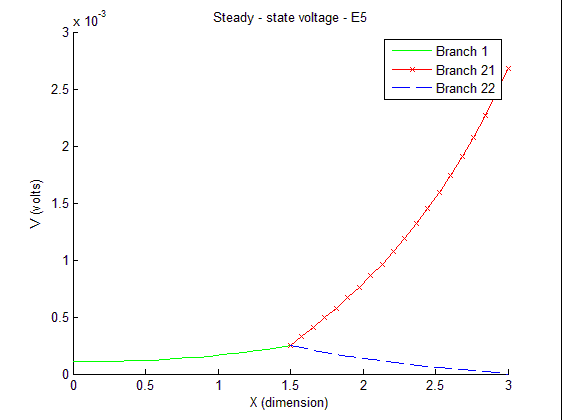 Steady - state voltage - E5
x 10⁻³
3
2.5
2
1.5
1
0.5
0
V (volts)
Branch 1
Branch 21
Branch 22
0 0.5 1 1.5 2 2.5 3
X (dimension)